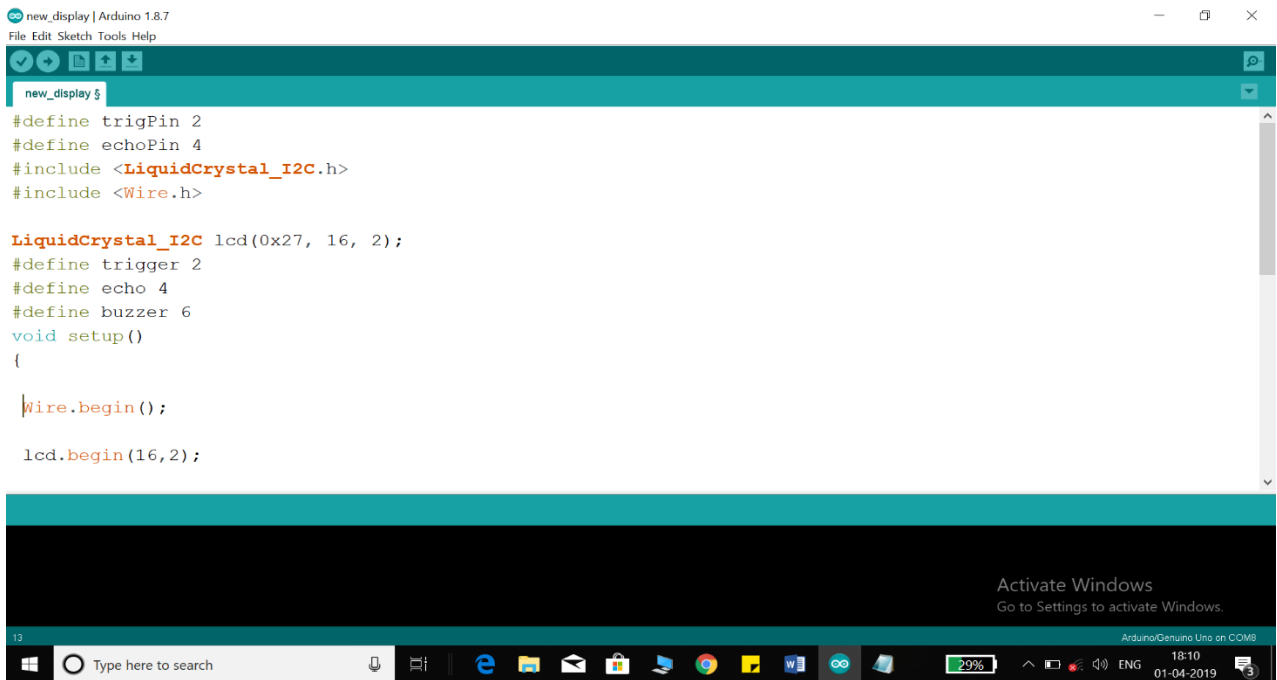 new_display | Arduino 1.8.7
File Edit Sketch Tools Help
new_display §
#define trigPin 2
#define echoPin 4
#include <LiquidCrystal_I2C.h>
#include <Wire.h>
LiquidCrystal_I2C lcd(0x27, 16, 2);
#define trigger 2
#define echo 4
#define buzzer 6
void setup()
{
Wire.begin();
lcd.begin(16,2);
Activate Windows
Go to Settings to activate Windows.
13
Arduino/Genuino Uno on COM8
Type here to search
29%
ENG
18:10
01-04-2019
3